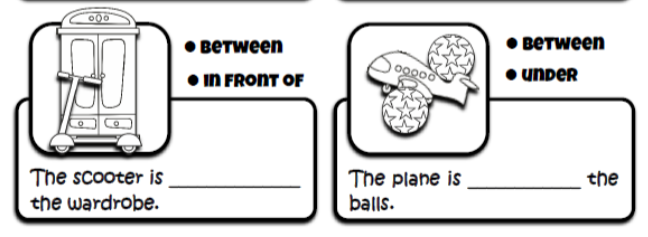 • BETWEEN
• IN FRONT OF
The scooter is ____________
the wardrobe.
• BETWEEN
• UNDER
The plane is __________ the
balls.